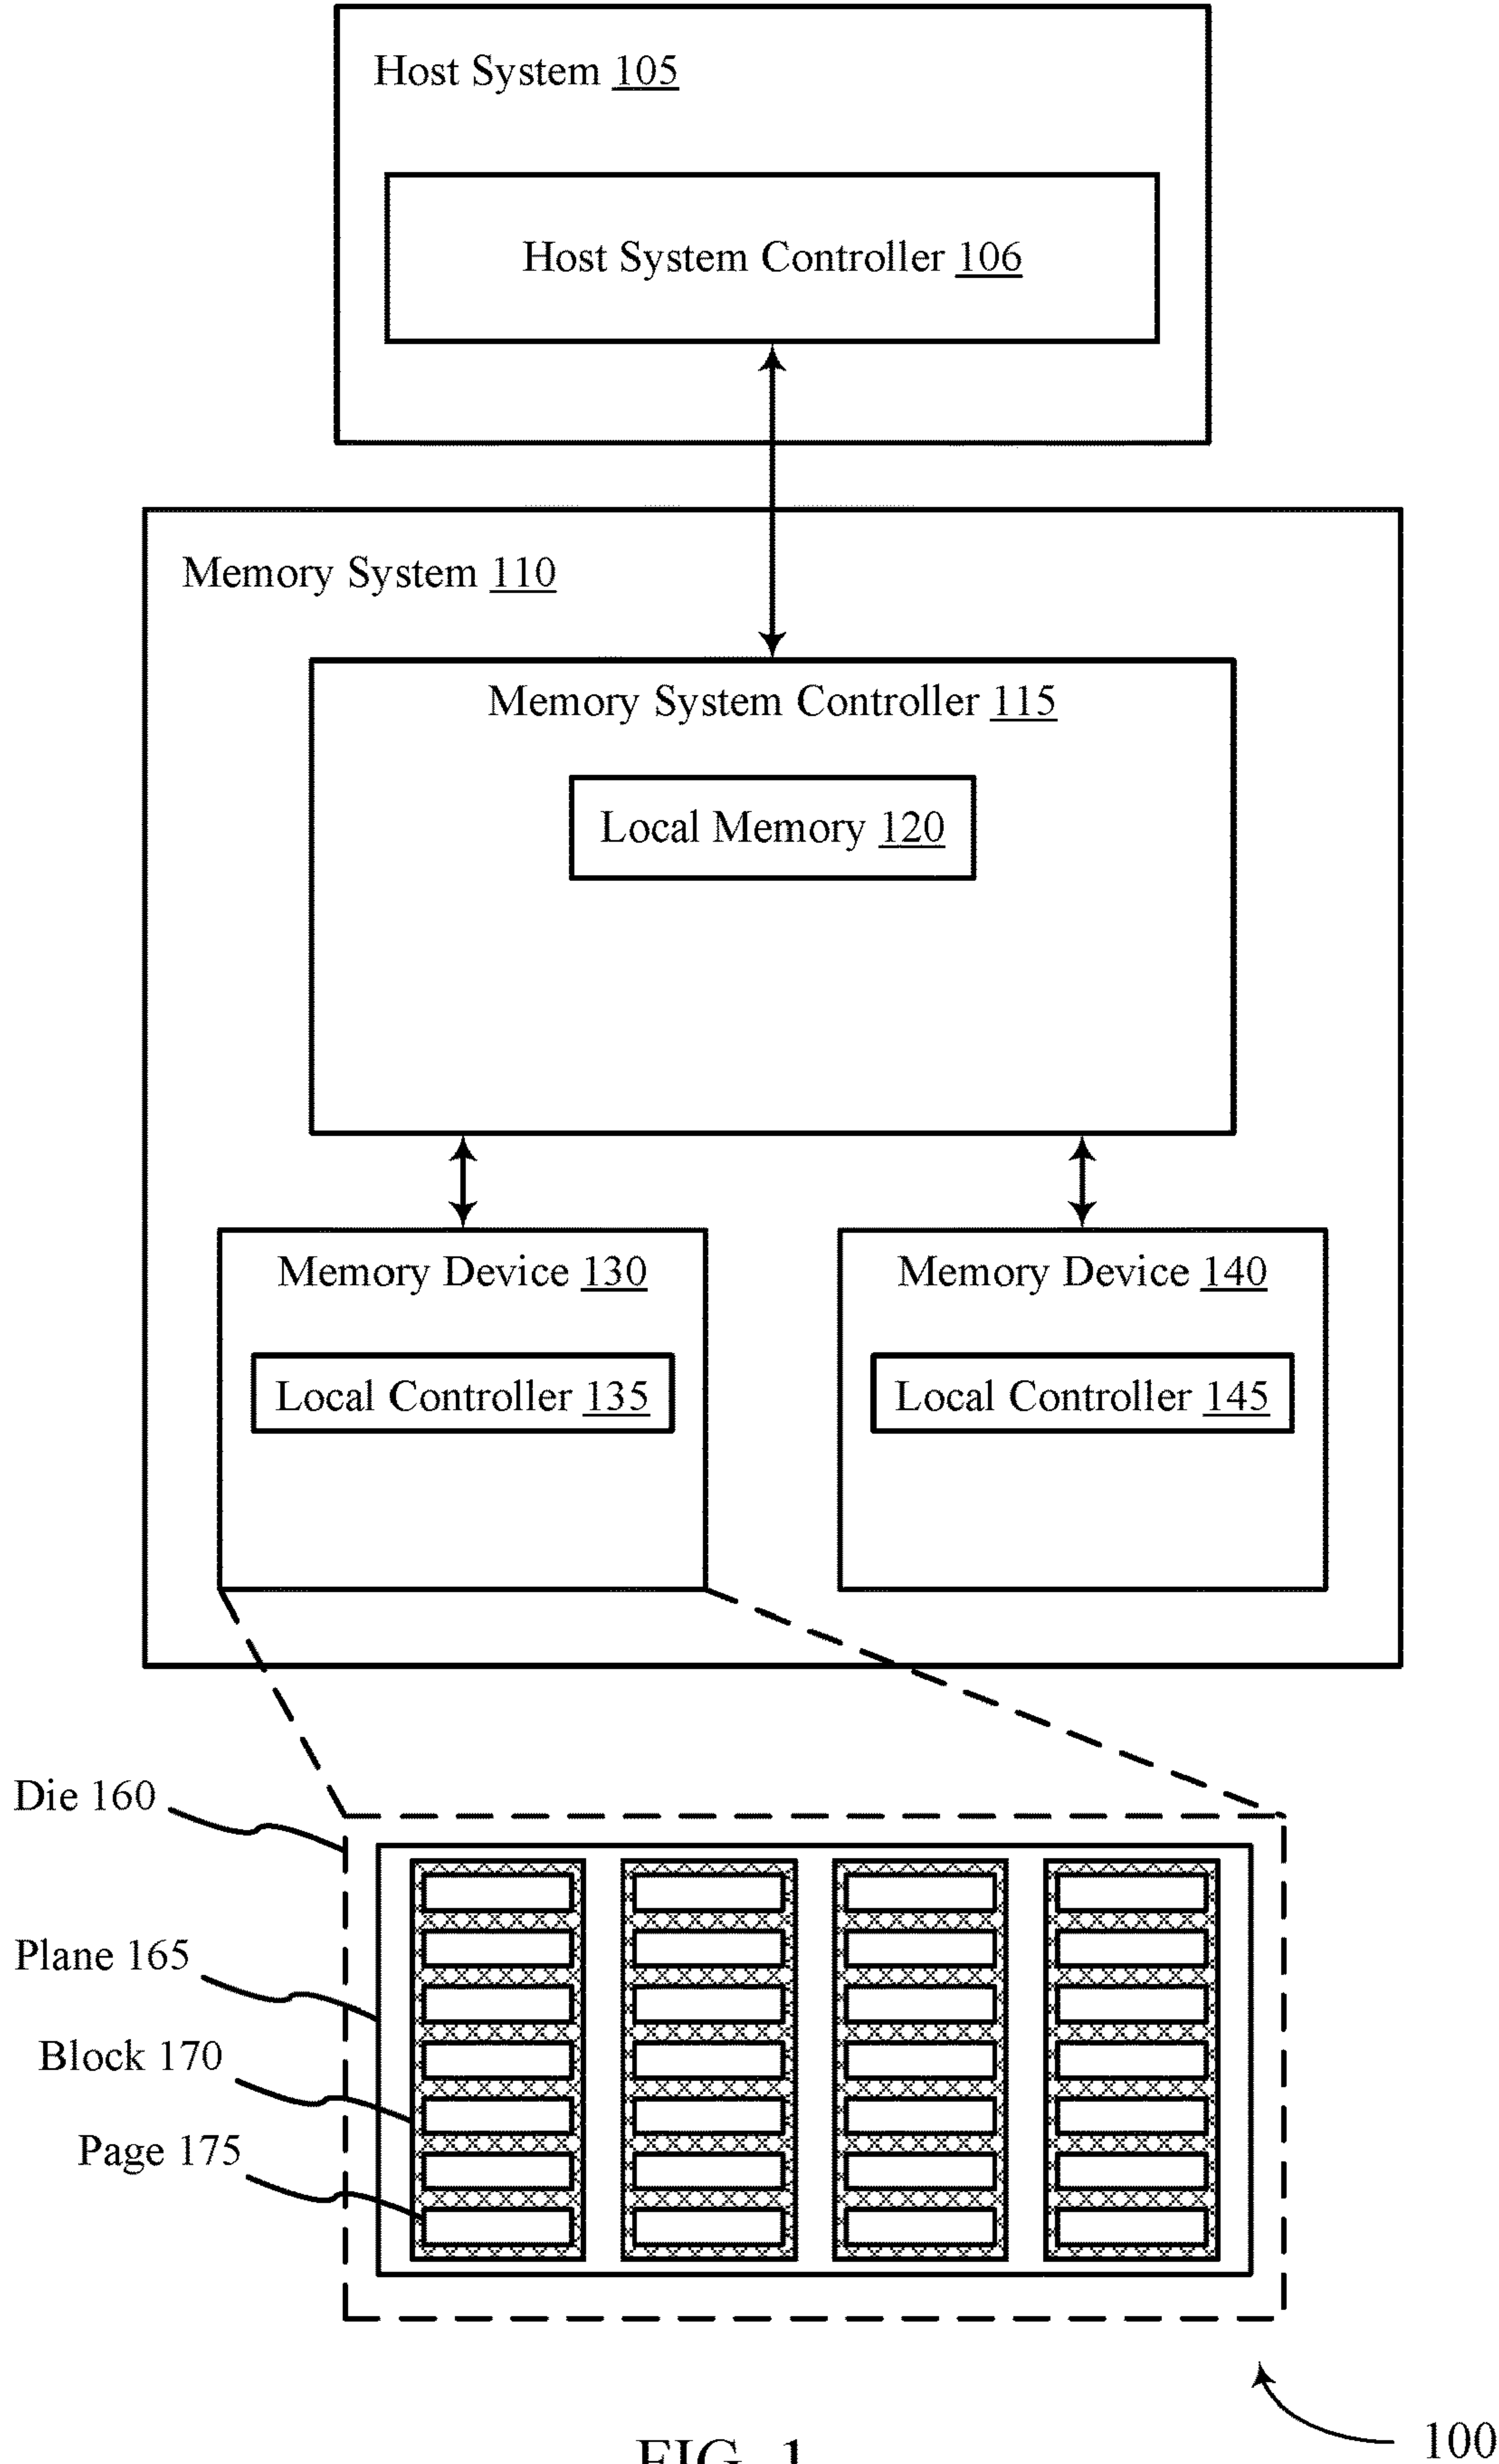 Host System 105
Host System Controller 106
Memory System 110
Memory System Controller 115
Local Memory 120
Memory Device 130
Local Controller 135
Memory Device 140
Local Controller 145
Die 160
Plane 165
Block 170
Page 175
100
FIG. 1